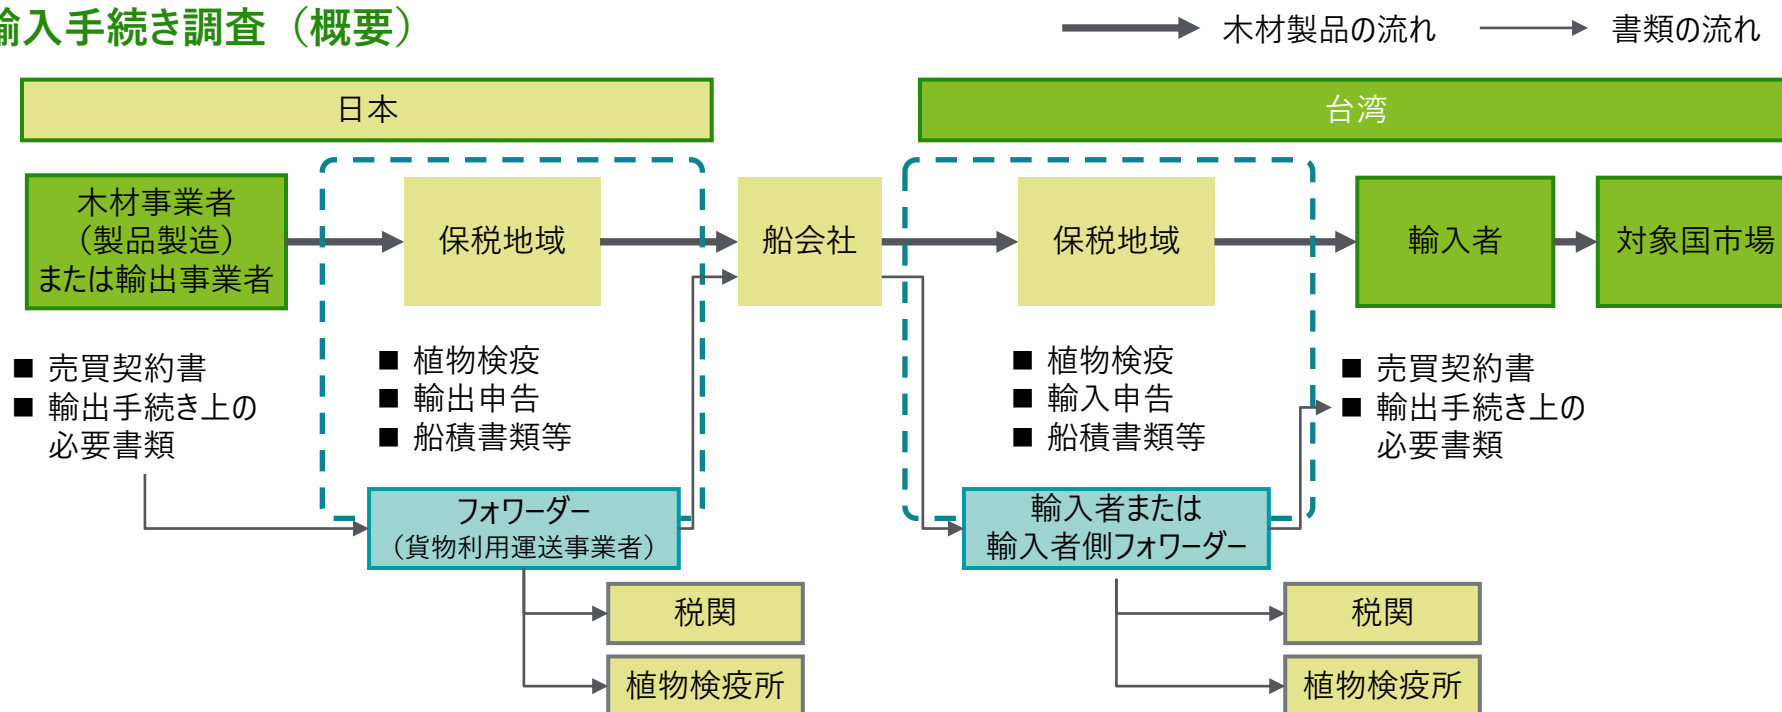 輸入手続き調査（概要）
木材製品の流れ
書類の流れ
日本
台湾
木材事業者
（製品製造）
または輸出事業者
保税地域
船会社
保税地域
輸入者
対象国市場
■ 売買契約書
■ 輸出手続き上の
必要書類
■ 植物検疫
■ 輸出申告
■ 船積書類等
■ 植物検疫
■ 輸入申告
■ 船積書類等
■ 売買契約書
■ 輸出手続き上の
必要書類
フォワーダー
（貨物利用運送事業者）
輸入者または
輸入者側フォワーダー
税関
植物検疫所
税関
植物検疫所